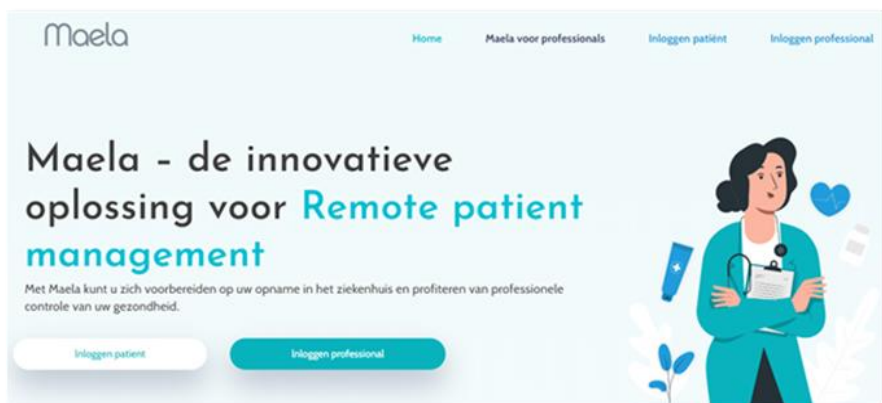 Maela
Home
Maela voor professionals
Inloggen patiënt
Inloggen professional
Maela – de innovatieve
oplossing voor Remote patient
management
Met Maela kunt u zich voorbereiden op uw opname in het ziekenhuis en profiteren van professionele
controle van uw gezondheid.
Inloggen patient
Inloggen professional